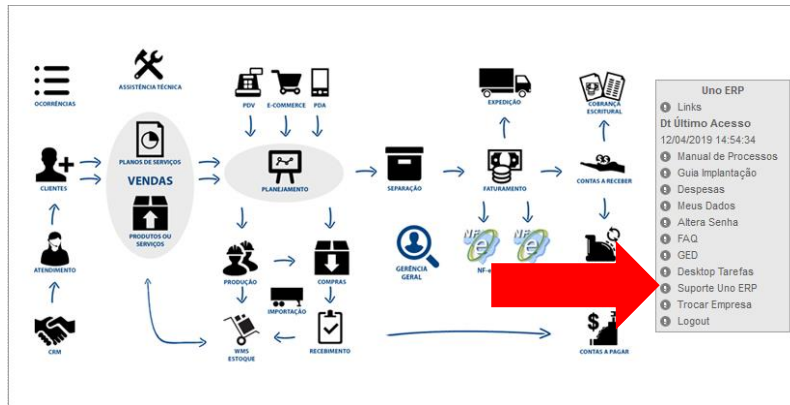 OCORRÊNCIAS
ASSISTÊNCIA TÉCNICA
PDV E-COMMERCE PDA
EXPEDIÇÃO
COBRANÇA
ESCRITURAL
CLIENTES
PLANOS DE SERVIÇOS
VENDAS
PRODUTOS OU
SERVIÇOS
PLANEJAMENTO
SEPARAÇÃO
FATURAMENTO
CONTAS A RECEBER
ATENDIMENTO
PRODUÇÃO
COMPRAS
GERÊNCIA
GERAL
NF e
NF e
NF-e
IMPORTAÇÃO
CRM
WMS
ESTOQUE
RECEBIMENTO
CONTAS A PAGAR
Uno ERP
Links
Dt Último Acesso
12/04/2019 14:54:34
Manual de Processos
Guia Implantação
Despesas
Meus Dados
Altera Senha
FAQ
GED
Desktop Tarefas
Suporte Uno ERP
Trocar Empresa
Logout